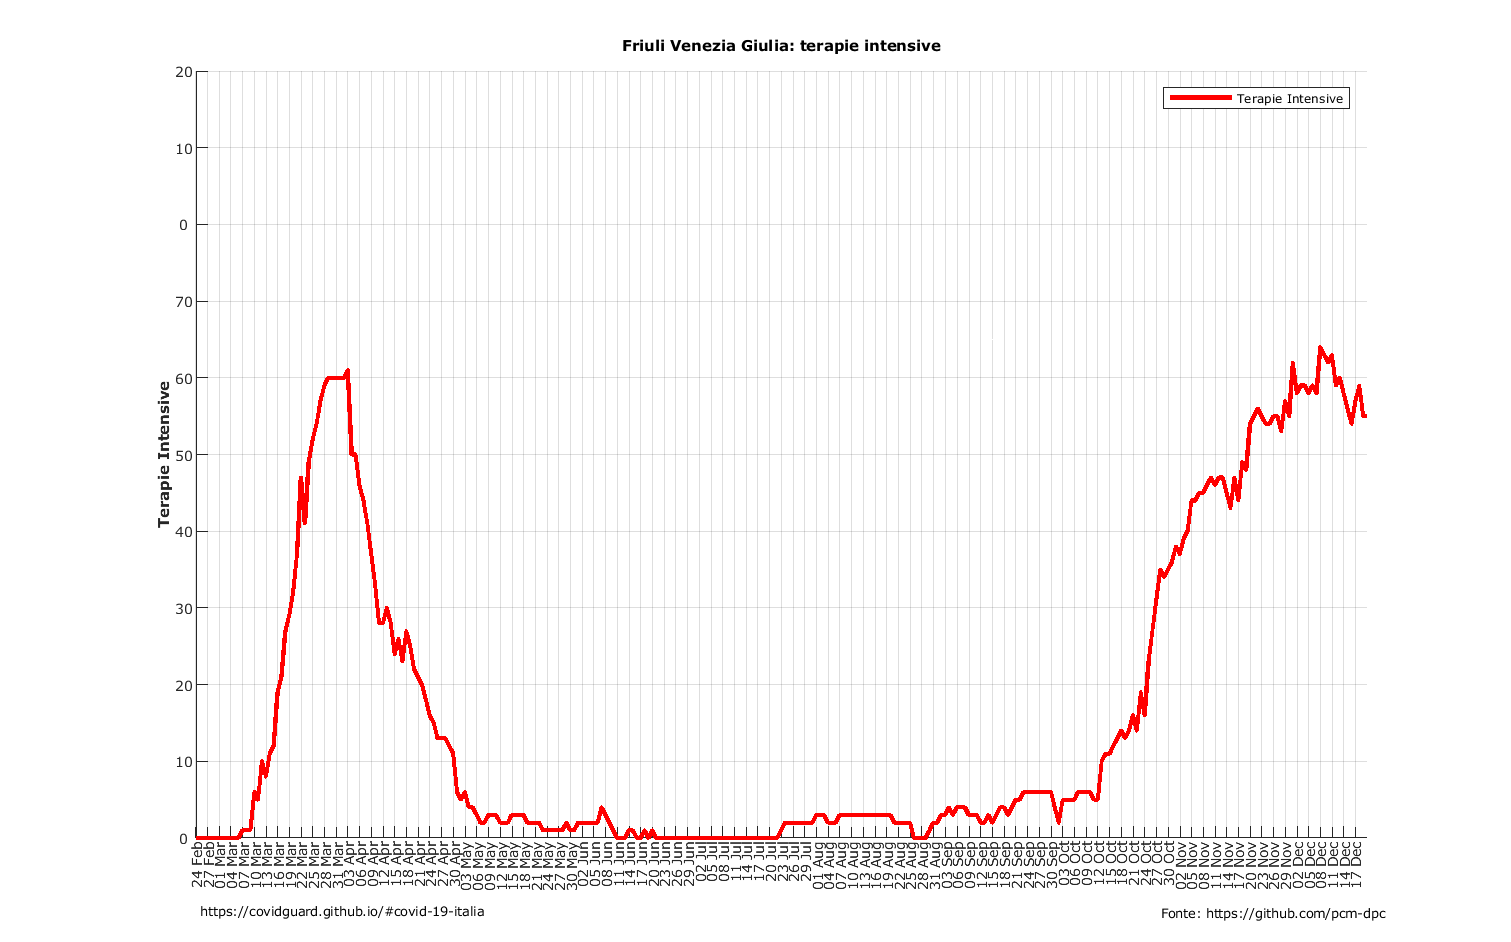 Friuli Venezia Giulia: terapie intensive
Terapie Intensive
20
10
0
70
60
50
40
30
20
10
0
Terapie Intensive
24 Feb
27 Feb
01 Mar
04 Mar
07 Mar
10 Mar
13 Mar
16 Mar
19 Mar
22 Mar
25 Mar
28 Mar
31 Mar
03 Apr
06 Apr
09 Apr
12 Apr
15 Apr
18 Apr
21 Apr
24 Apr
27 Apr
30 Apr
03 May
06 May
09 May
12 May
15 May
18 May
21 May
24 May
27 May
30 May
02 Jun
05 Jun
08 Jun
11 Jun
14 Jun
17 Jun
20 Jun
23 Jun
26 Jun
29 Jun
02 Jul
05 Jul
08 Jul
11 Jul
14 Jul
17 Jul
20 Jul
23 Jul
26 Jul
29 Jul
01 Aug
04 Aug
07 Aug
10 Aug
13 Aug
16 Aug
19 Aug
22 Aug
25 Aug
28 Aug
31 Aug
03 Sep
06 Sep
09 Sep
12 Sep
15 Sep
18 Sep
21 Sep
24 Sep
27 Sep
30 Sep
03 Oct
06 Oct
09 Oct
12 Oct
15 Oct
18 Oct
21 Oct
24 Oct
27 Oct
30 Oct
02 Nov
05 Nov
08 Nov
11 Nov
14 Nov
17 Nov
20 Nov
23 Nov
26 Nov
29 Nov
02 Dec
05 Dec
08 Dec
11 Dec
14 Dec
17 Dec
https://covidguard.github.io/#covid-19-italia
Fonte: https://github.com/pcm-dpc